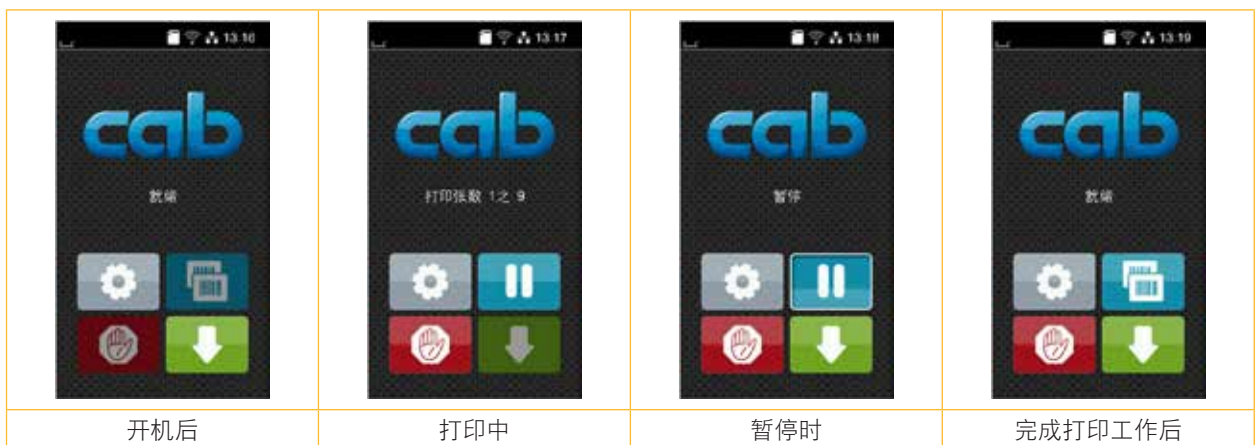 13:16
cab
就绪
13:17
cab
打印张数 1之 9
13:18
cab
暂停
13:19
cab
就绪
开机后
打印中
暂停时
完成打印工作后